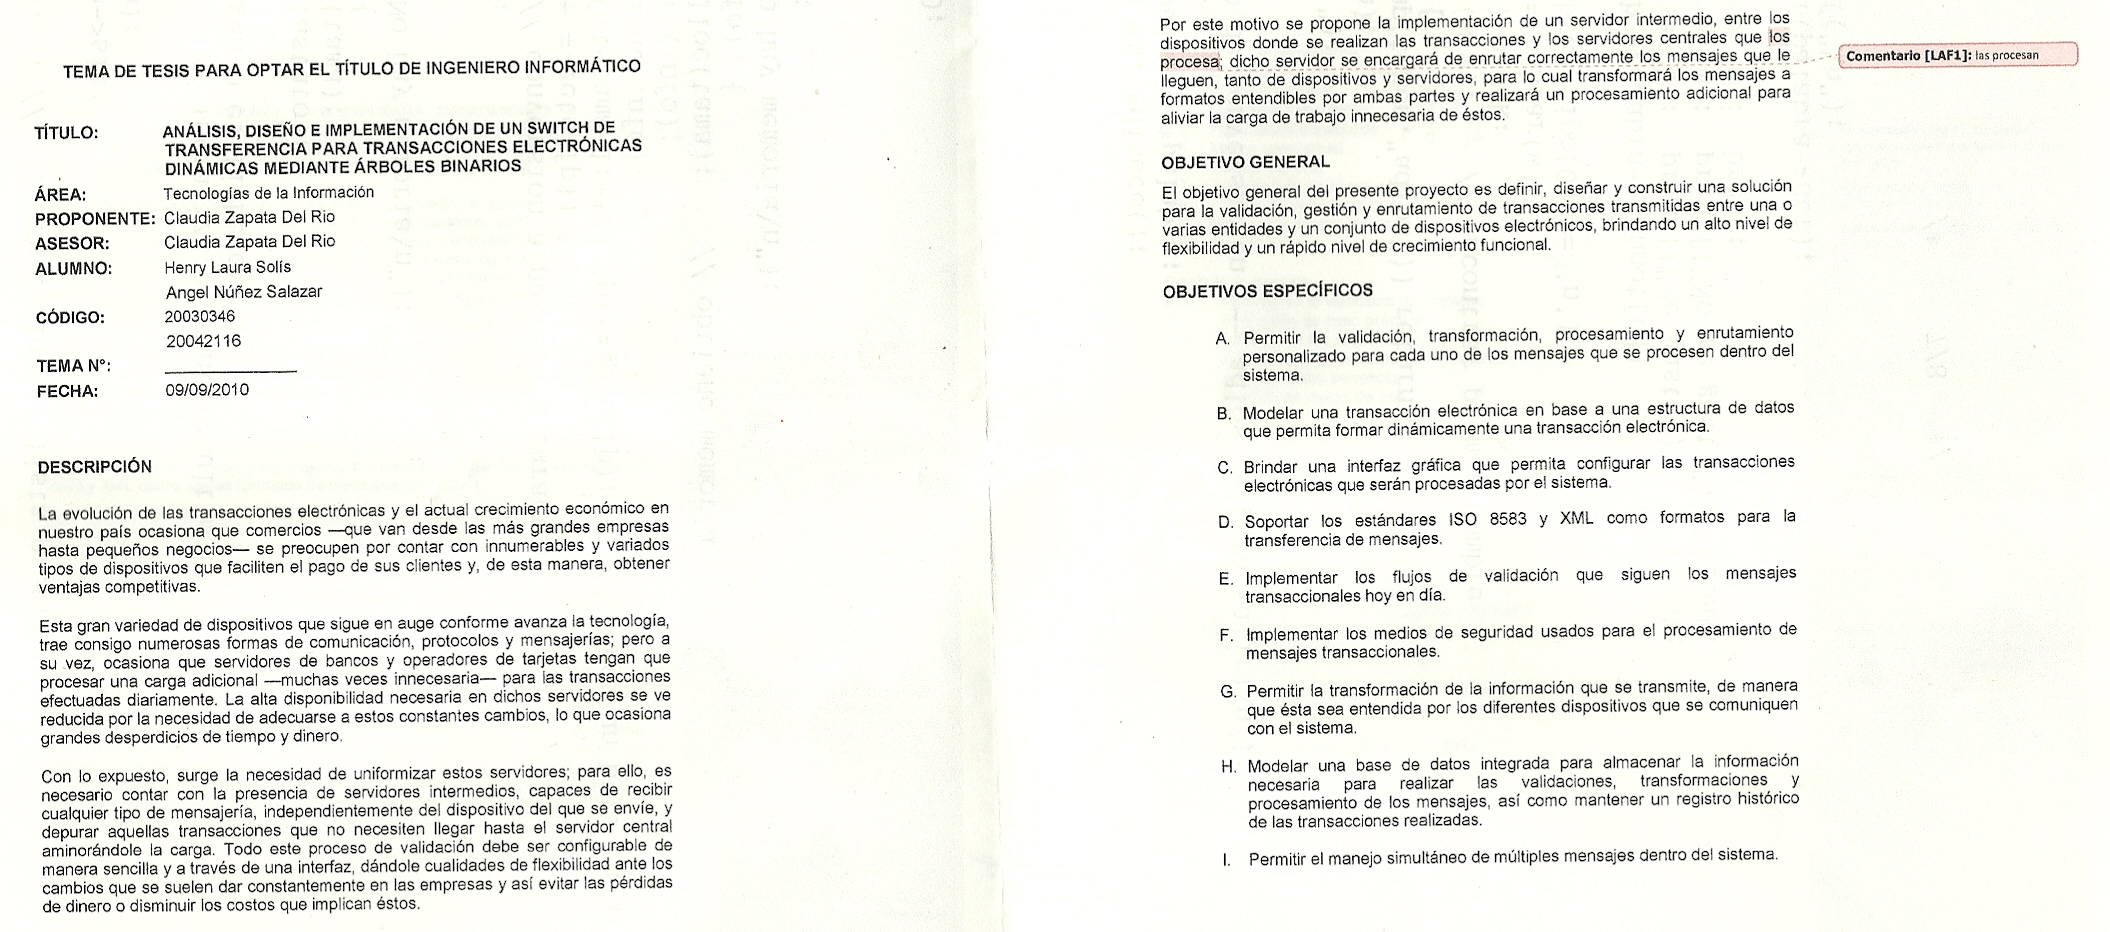 TEMA DE TESIS PARA OPTAR EL TÍTULO DE INGENIERO INFORMÁTICO
TÍTULO: ANÁLISIS, DISEÑO E IMPLEMENTACIÓN DE UN SWITCH DE
TRANSFERENCIA PARA TRANSACCIONES ELECTRÓNICAS
DINÁMICAS MEDIANTE ÁRBOLES BINARIOS
ÁREA: Tecnologías de la Información
PROPONENTE: Claudia Zapata Del Rio
ASESOR: Claudia Zapata Del Rio
ALUMNO: Henry Laura Solís
Angel Núñez Salazar
CÓDIGO: 20030346
20042116
TEMA N°:
FECHA: 09/09/2010
DESCRIPCIÓN
La evolución de las transacciones electrónicas y el actual crecimiento económico en
nuestro país ocasiona que comercios —que van desde las más grandes empresas
hasta pequeños negocios— se preocupen por contar con innumerables y variados
tipos de dispositivos que faciliten el pago de sus clientes y, de esta manera, obtener
ventajas competitivas.
Esta gran variedad de dispositivos que sigue en auge conforme avanza la tecnología,
trae consigo numerosas formas de comunicación, protocolos y mensajerías; pero a
su vez, ocasiona que servidores de bancos y operadores de tarjetas tengan que
procesar una carga adicional —muchas veces innecesaria— para las transacciones
efectuadas diariamente. La alta disponibilidad necesaria en dichos servidores se ve
reducida por la necesidad de adecuarse a estos constantes cambios, lo que ocasiona
grandes desperdicios de tiempo y dinero.
Con lo expuesto, surge la necesidad de uniformizar estos servidores; para ello, es
necesario contar con la presencia de servidores intermedios, capaces de recibir
cualquier tipo de mensajería, independientemente del dispositivo del que se envíe, y
depurar aquellas transacciones que no necesiten llegar hasta el servidor central
aminorándole la carga. Todo este proceso de validación debe ser configurable de
manera sencilla y a través de una interfaz, dándole cualidades de flexibilidad ante los
cambios que se suelen dar constantemente en las empresas y así evitar las pérdidas
de dinero o disminuir los costos que implican éstos.
Por este motivo se propone la implementación de un servidor intermedio, entre los
dispositivos donde se realizan las transacciones y los servidores centrales que los
procesa; dicho servidor se encargará de enrutar correctamente los mensajes que le
lleguen, tanto de dispositivos y servidores, para lo cual transformará los mensajes a
formatos entendibles por ambas partes y realizará un procesamiento adicional para
aliviar la carga de trabajo innecesaria de éstos.
Comentario [LAF1]: las procesan
OBJETIVO GENERAL
El objetivo general del presente proyecto es definir, diseñar y construir una solución
para la validación, gestión y enrutamiento de transacciones transmitidas entre una o
varias entidades y un conjunto de dispositivos electrónicos, brindando un alto nivel de
flexibilidad y un rápido nivel de crecimiento funcional.
OBJETIVOS ESPECÍFICOS
A. Permitir la validación, transformación, procesamiento y enrutamiento
personalizado para cada uno de los mensajes que se procesen dentro del
sistema.
B. Modelar una transacción electrónica en base a una estructura de datos
que permita formar dinámicamente una transacción electrónica.
C. Brindar una interfaz gráfica que permita configurar las transacciones
electrónicas que serán procesadas por el sistema.
D. Soportar los estándares ISO 8583 y XML como formatos para la
transferencia de mensajes.
E. Implementar los flujos de validación que siguen los mensajes
transaccionales hoy en día.
F. Implementar los medios de seguridad usados para el procesamiento de
mensajes transaccionales.
G. Permitir la transformación de la información que se transmite, de manera
que ésta sea entendida por los diferentes dispositivos que se comuniquen
con el sistema.
H. Modelar una base de datos integrada para almacenar la información
necesaria para realizar las validaciones, transformaciones y
procesamiento de los mensajes, así como mantener un registro histórico
de las transacciones realizadas.
I. Permitir el manejo simultáneo de múltiples mensajes dentro del sistema.